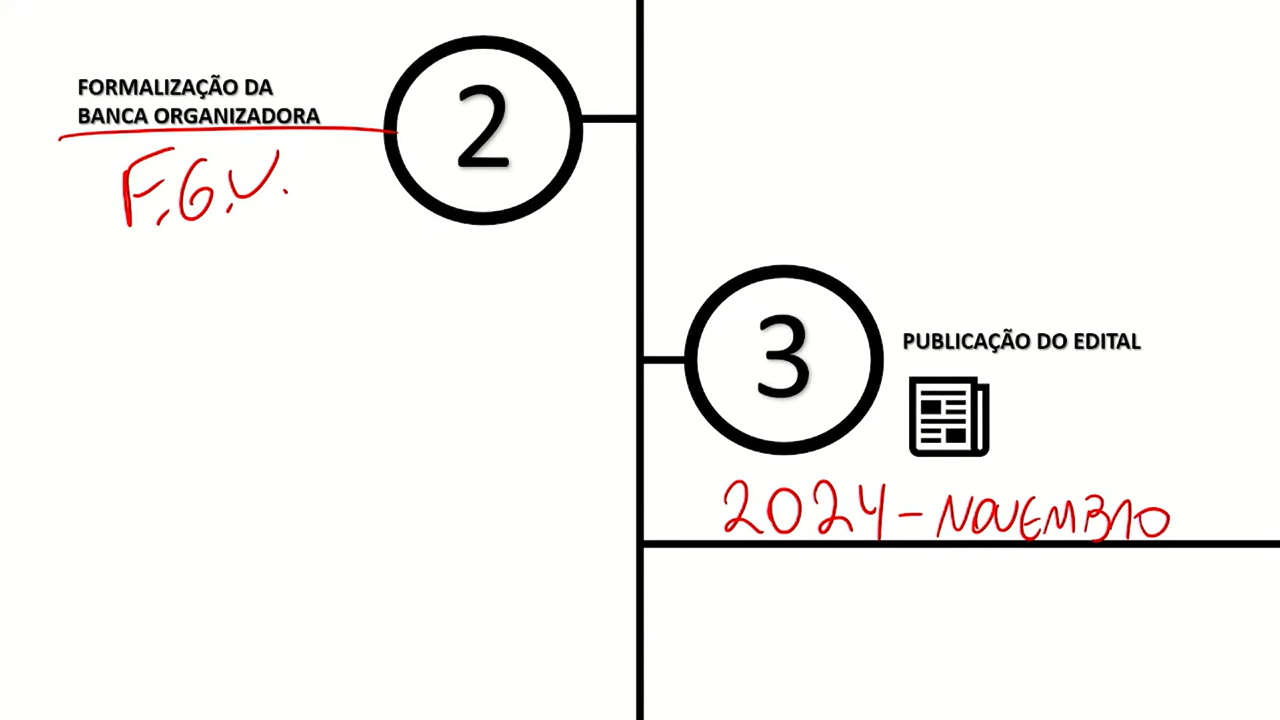 FORMALIZAÇÃO DA
BANCA ORGANIZADORA
F.G.V.
2
3
PUBLICAÇÃO DO EDITAL
2024 - NOVEMBRO